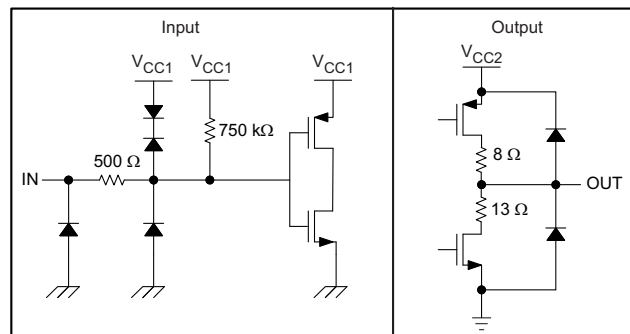 Input
VCC1
VCC1
VCC1
750 kΩ
500 Ω
IN
Output
VCC2
8 Ω
OUT
13 Ω